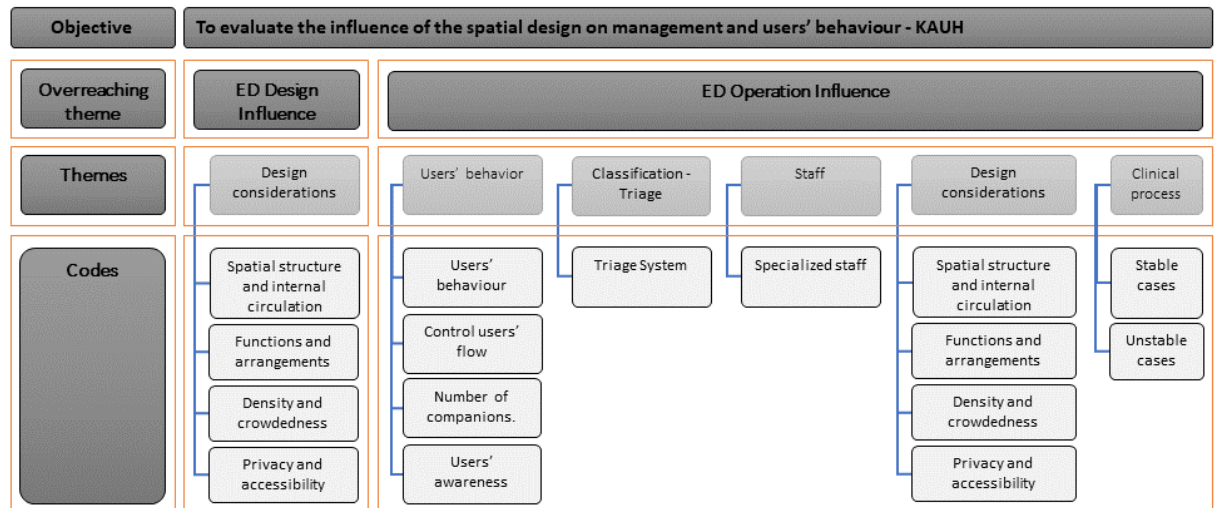 Objective
To evaluate the influence of the spatial design on management and users’ behaviour - KAUH
Overreaching
theme
ED Design
Influence
ED Operation Influence
Themes
Design
considerations
Users’ behavior
Classification -
Triage
Staff
Design
considerations
Clinical
process
Codes
Spatial structure
and internal
circulation
Functions and
arrangements
Density and
crowdedness
Privacy and
accessibility
Users’
behaviour
Control users’
flow
Number of
companions.
Users’
awareness
Triage System
Specialized staff
Spatial structure
and internal
circulation
Functions and
arrangements
Density and
crowdedness
Privacy and
accessibility
Stable
cases
Unstable
cases